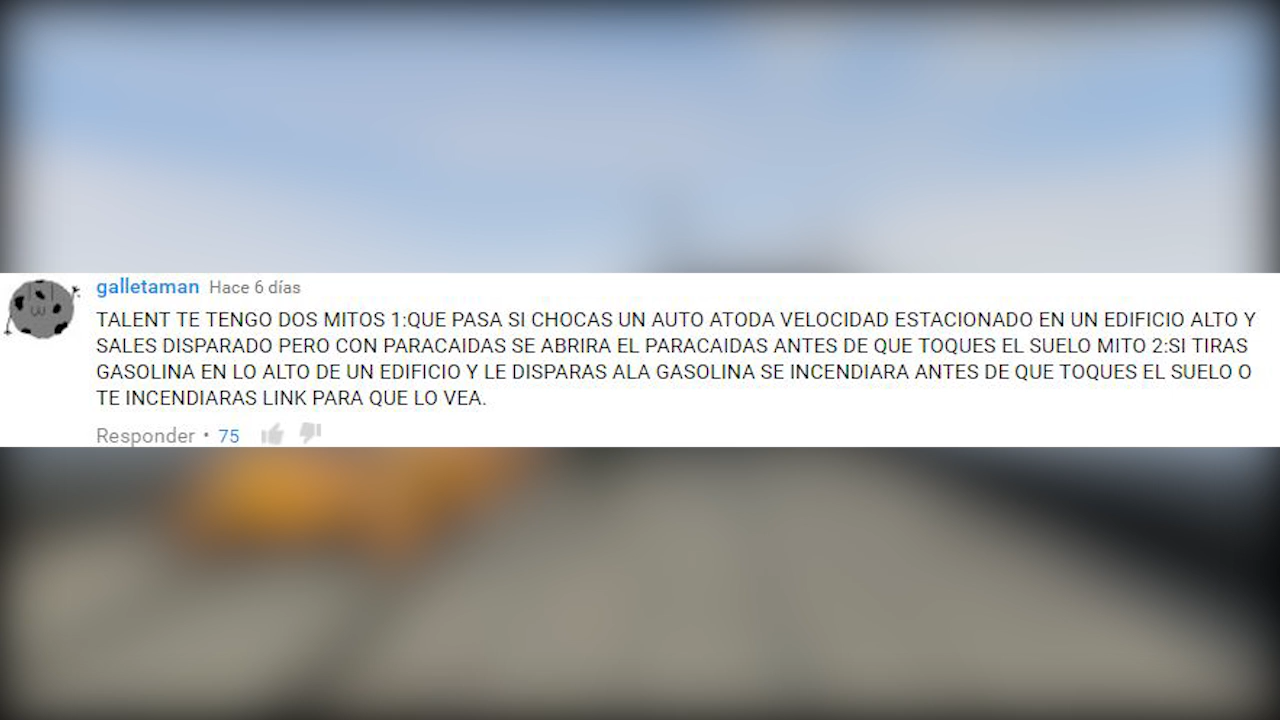 galletaman Hace 6 días
TALENT TE TENGO DOS MITOS 1:QUE PASA SI CHOCAS UN AUTO ATODA VELOCIDAD ESTACIONADO EN UN EDIFICIO ALTO Y
SALES DISPARADO PERO CON PARACAIDAS SE ABRIRA EL PARACAIDAS ANTES DE QUE TOQUES EL SUELO MITO 2:SI TIRAS
GASOLINA EN LO ALTO DE UN EDIFICIO Y LE DISPARAS ALA GASOLINA SE INCENDIARA ANTES DE QUE TOQUES EL SUELO O
TE INCENDIARAS LINK PARA QUE LO VEA.
Responder • 75